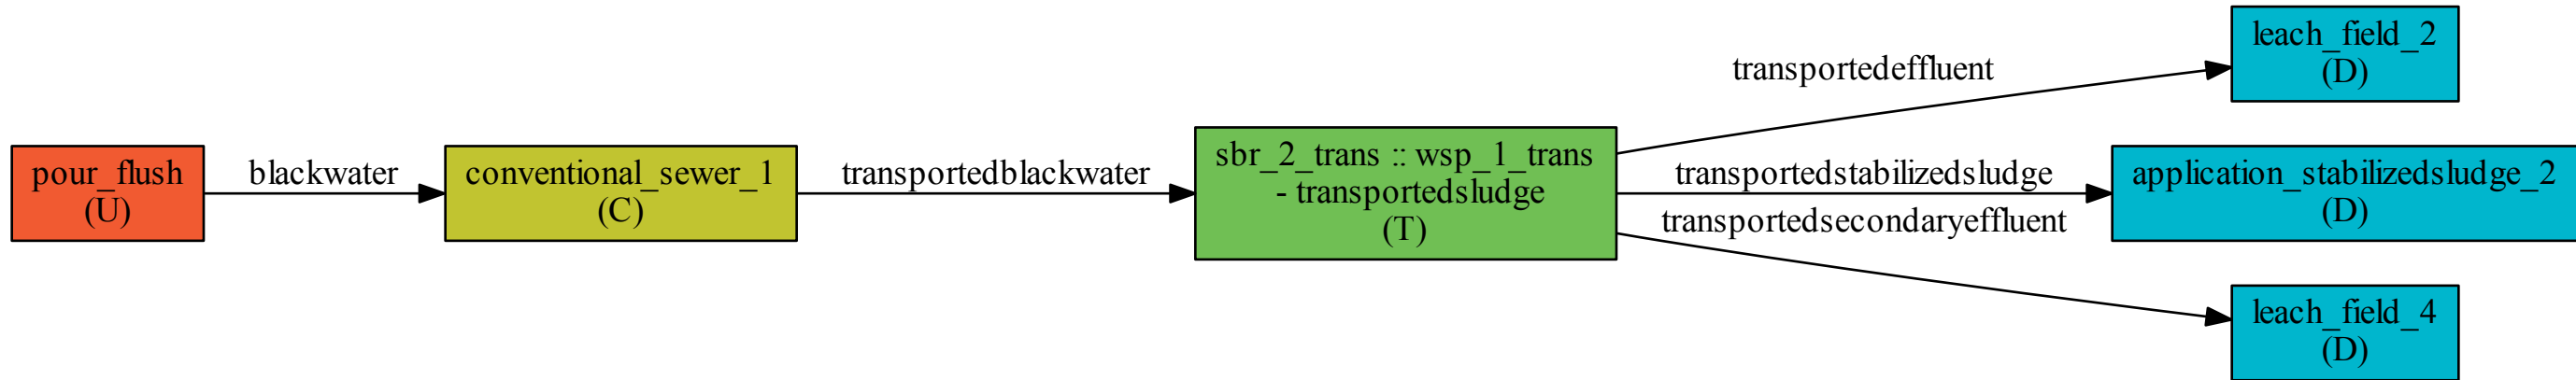 pour_flush
(U)
blackwater
conventional_sewer_1
(C)
transportedblackwater
sbr_2_trans :: wsp_1_trans
- transportedsludge
(T)
transportedeffluent
leach_field_2
(D)
transportedstabilizedsludge
application_stabilizedsludge_2
(D)
transportedsecondaryeffluent
leach_field_4
(D)